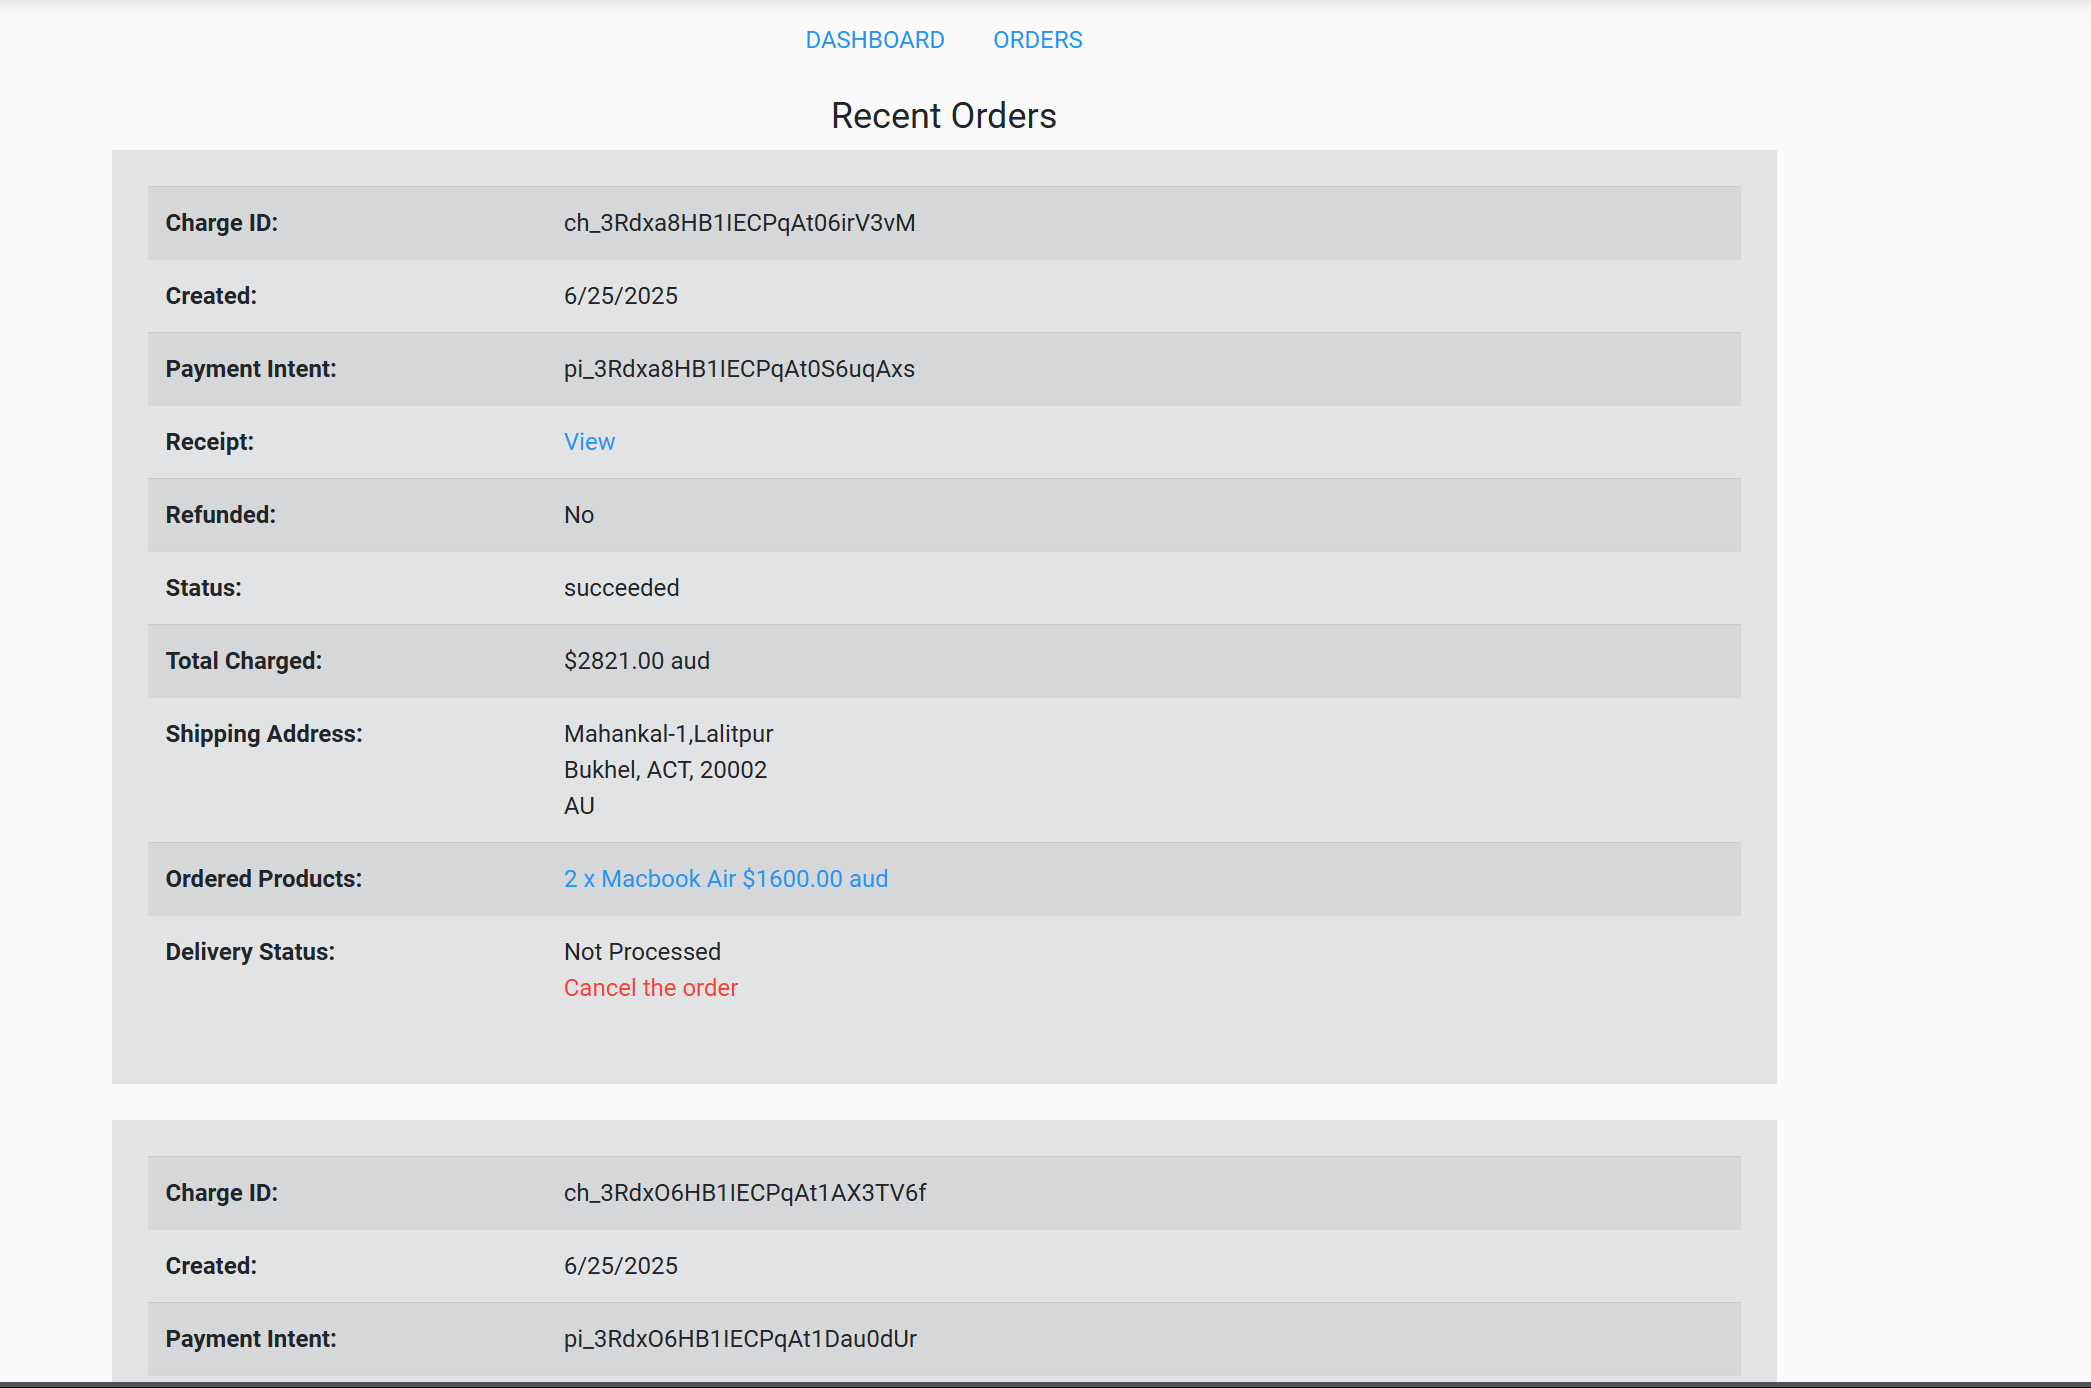 DASHBOARD ORDERS
Recent Orders
Charge ID: ch_3Rdxa8HB1IECPqAt06irV3vM
Created: 6/25/2025
Payment Intent: pi_3Rdxa8HB1IECPqAt0S6uqAxs
Receipt: View
Refunded: No
Status: succeeded
Total Charged: $2821.00 aud
Shipping Address: Mahankal-1,Lalitpur
Bukhel, ACT, 20002
AU
Ordered Products: 2 x Macbook Air $1600.00 aud
Delivery Status: Not Processed
Cancel the order
Charge ID: ch_3RdxO6HB1IECPqAt1AX3TV6f
Created: 6/25/2025
Payment Intent: pi_3RdxO6HB1IECPqAt1Dau0dUr